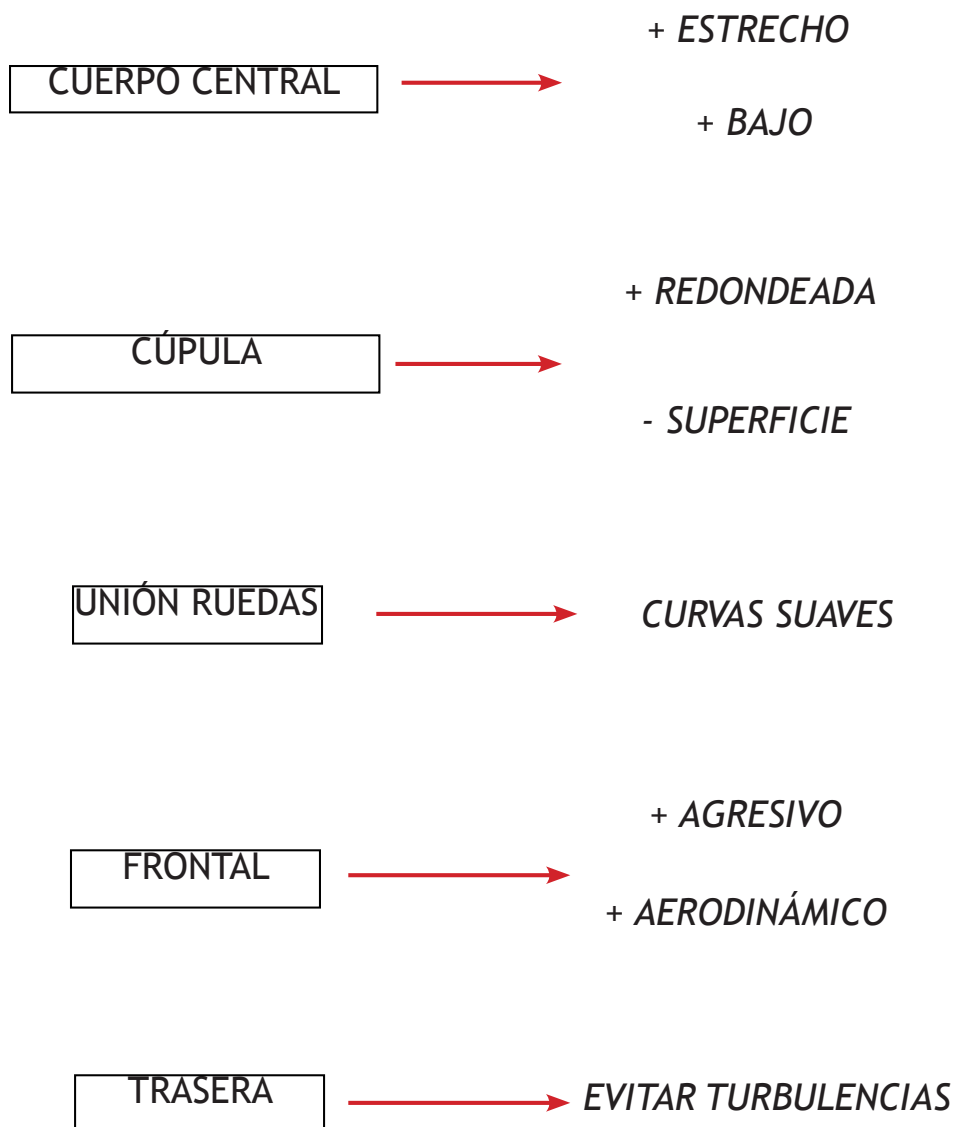 + ESTRECHO
CUERPO CENTRAL
+ BAJO
+ REDONDEADA
CÚPULA
- SUPERFICIE
UNIÓN RUEDAS
CURVAS SUAVES
+ AGRESIVO
FRONTAL
+ AERODINÁMICO
TRASERA
EVITAR TURBULENCIAS